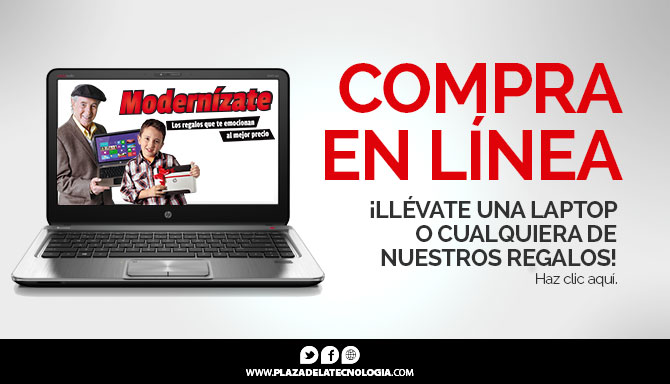 Modernízate
Los regalos que te emocionan
al mejor precio
hp
COMPRA
EN LÍNEA
¡LLÉVATE UNA LAPTOP
O CUALQUIERA DE
NUESTROS REGALOS!
Haz clic aquí.
WWW.PLAZADELATECNOLOGIA.COM